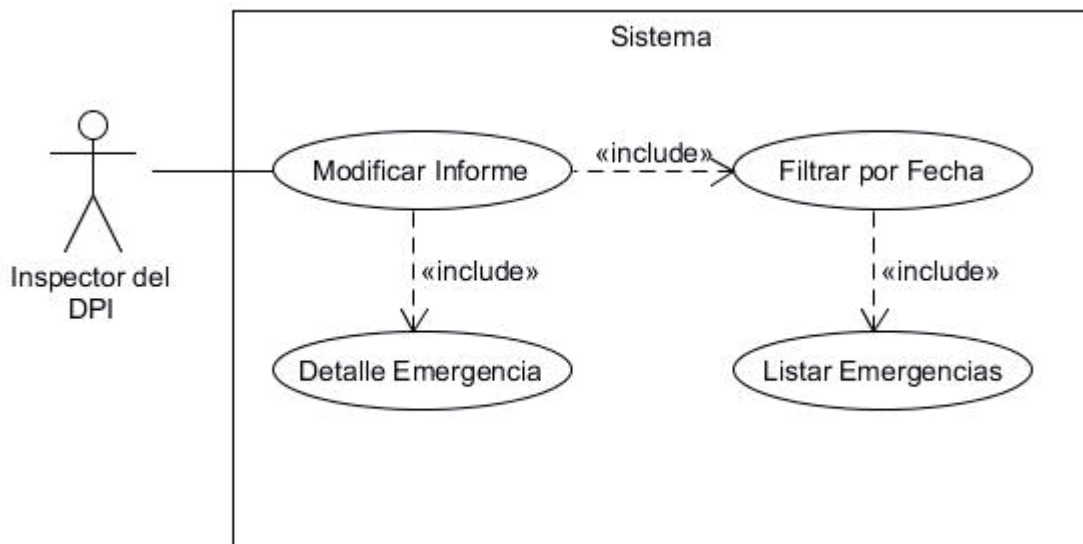 Sistema
Modificar Informe
«include»
Filtrar por Fecha
Inspector del
DPI
«include»
«include»
Detalle Emergencia
Listar Emergencias